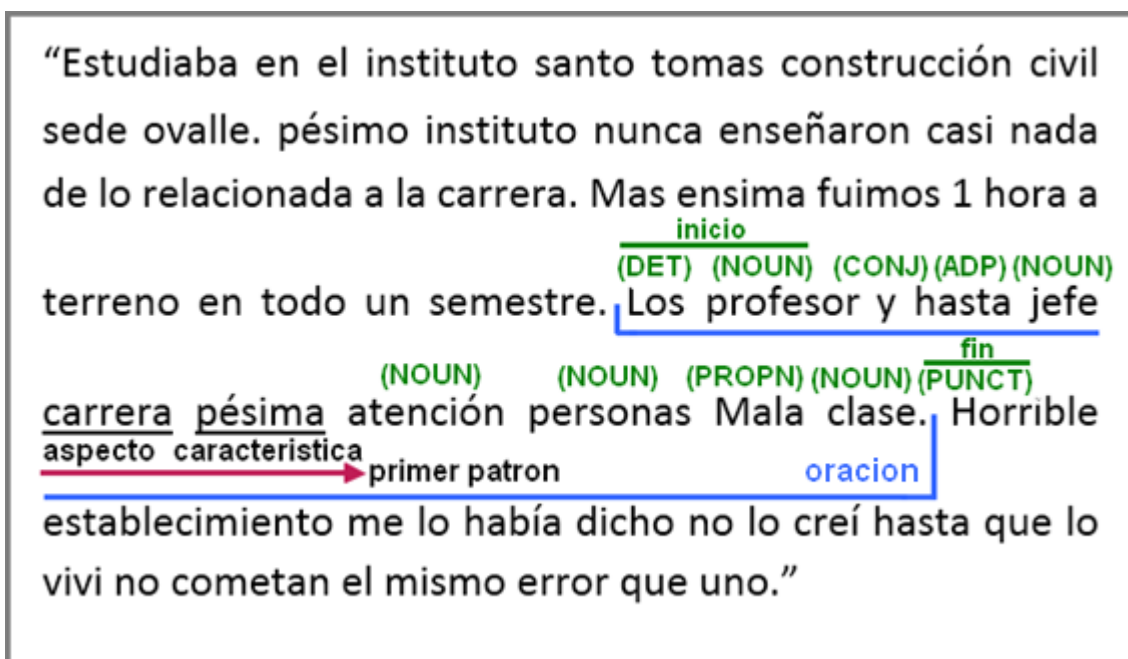 “Estudiaba en el instituto santo tomas construcción civil
sede ovalle. pésimo instituto nunca enseñaron casi nada
de lo relacionada a la carrera. Mas ensima fuimos 1 hora a
inicio
(DET) (NOUN) (CONJ) (ADP) (NOUN)
terreno en todo un semestre. Los profesor y hasta jefe
fin
(NOUN) (NOUN) (PROPN) (NOUN) (PUNCT)
carrera pésima atención personas Mala clase. Horrible
aspecto caracteristica
primer patron oracion
establecimiento me lo había dicho no lo creí hasta que lo
vivi no cometan el mismo error que uno.”